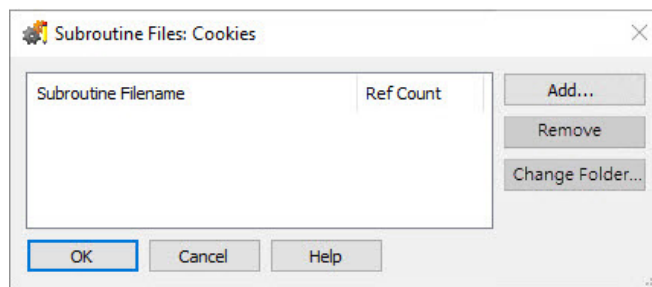 Subroutine Files: Cookies
Subroutine Filename Ref Count
Add...
Remove
Change Folder...
OK Cancel Help